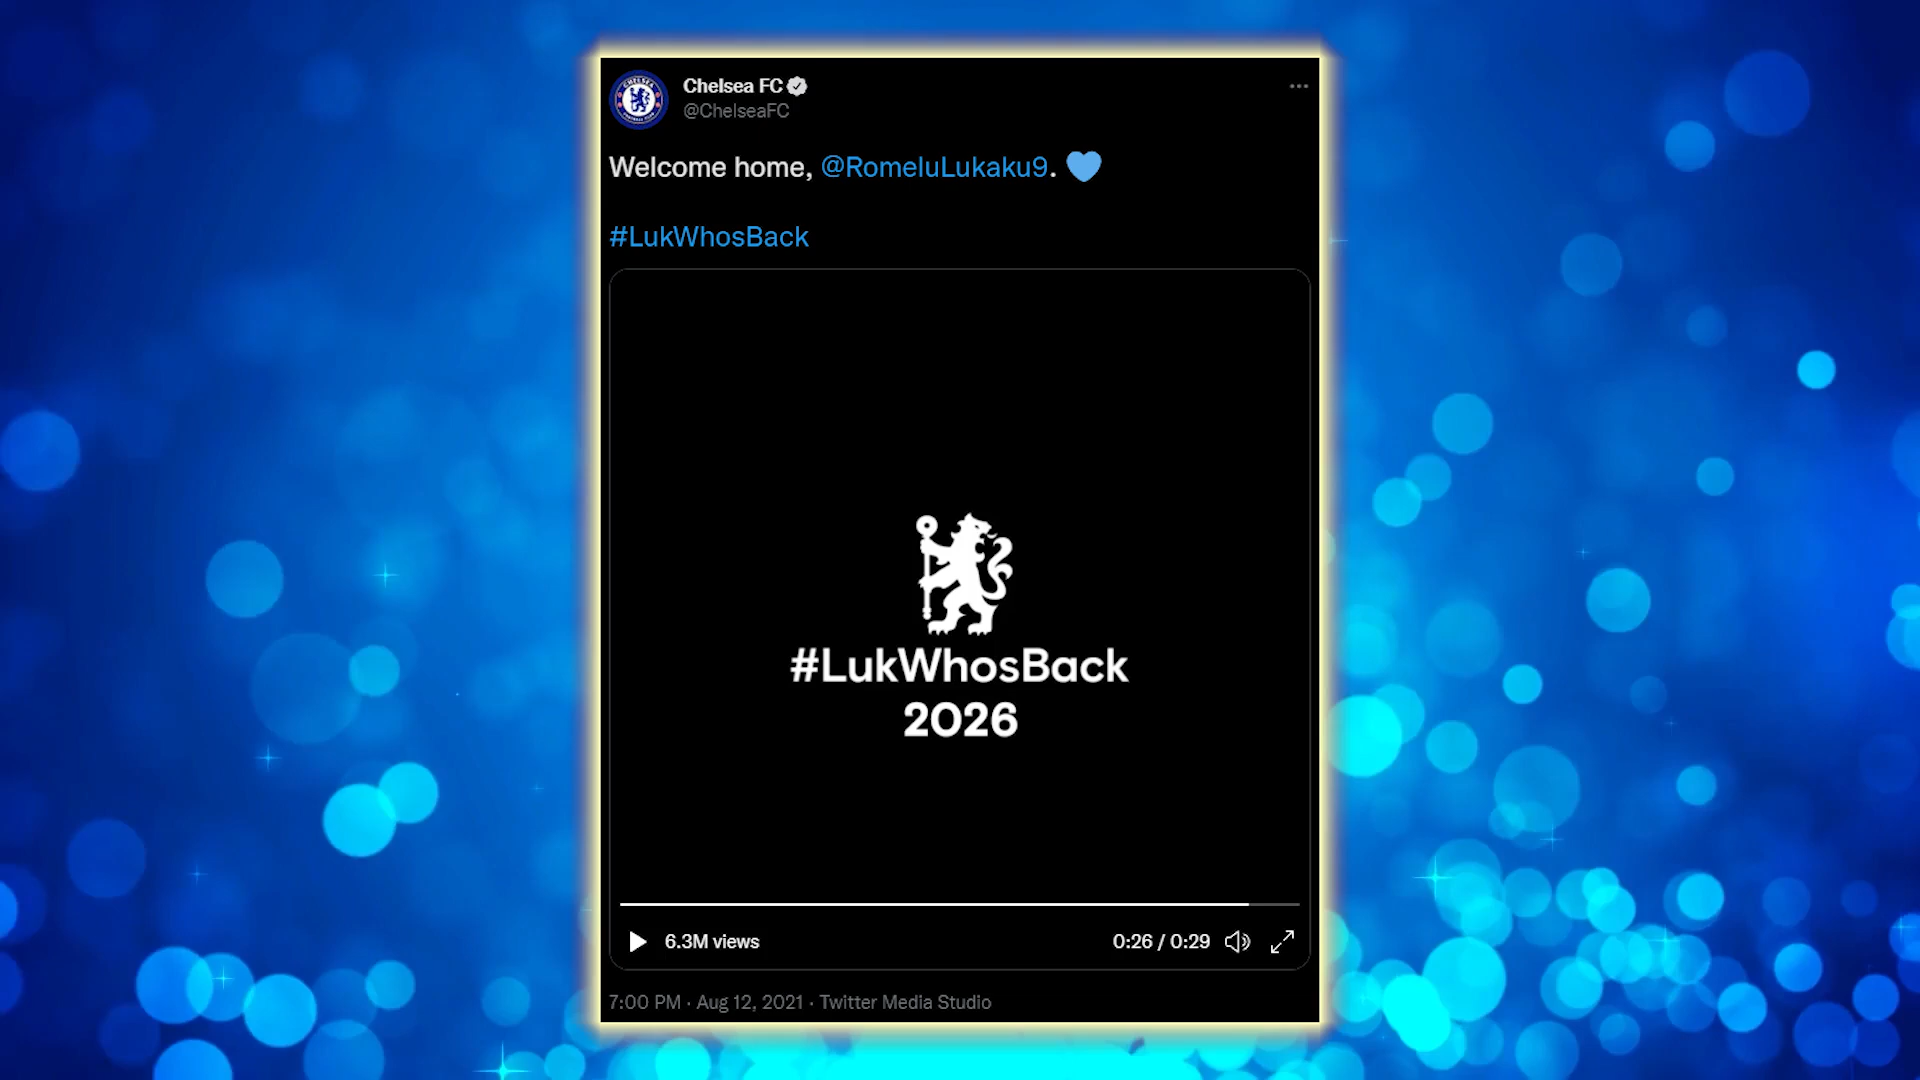 Chelsea FC
@ChelseaFC
Welcome home, @RomeluLukaku9. 💙
#LukWhosBack
#LukWhosBack
2026
6.3M views
0:26 / 0:29
7:00 PM · Aug 12, 2021 · Twitter Media Studio